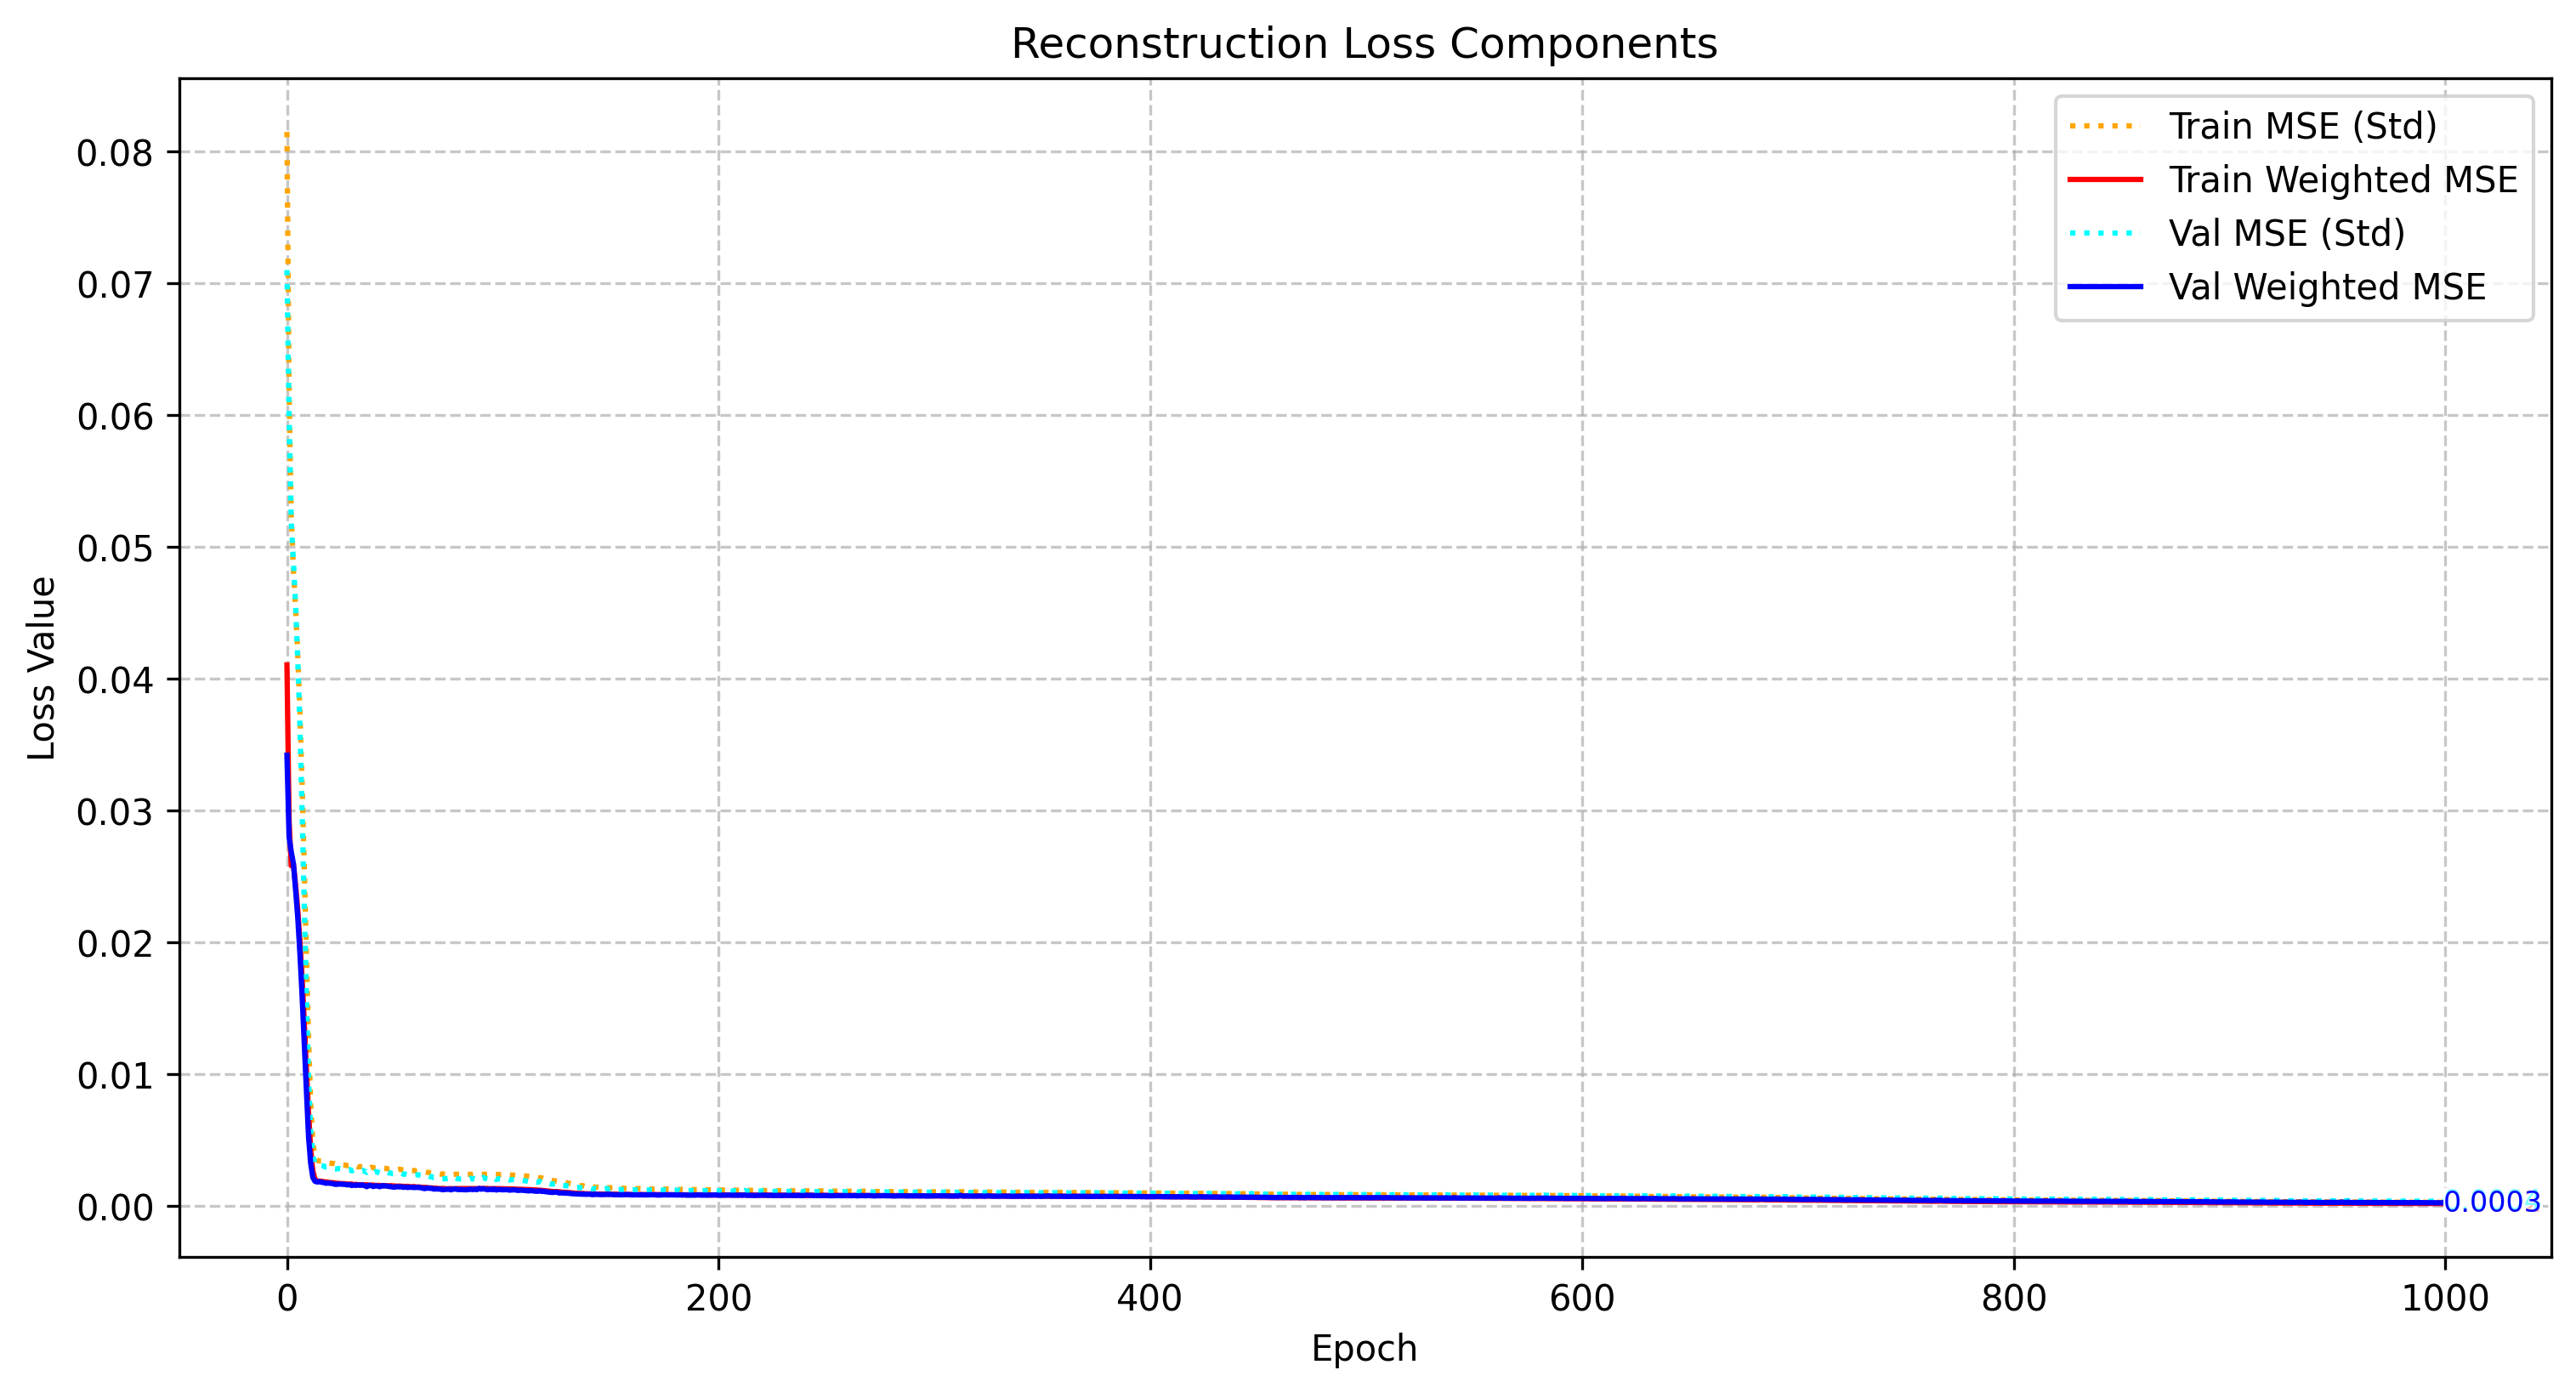 Reconstruction Loss Components
Train MSE (Std)
Train Weighted MSE
Val MSE (Std)
Val Weighted MSE
Loss Value
0.08
0.07
0.06
0.05
0.04
0.03
0.02
0.01
0.00
0.0003
0 200 400 600 800 1000
Epoch